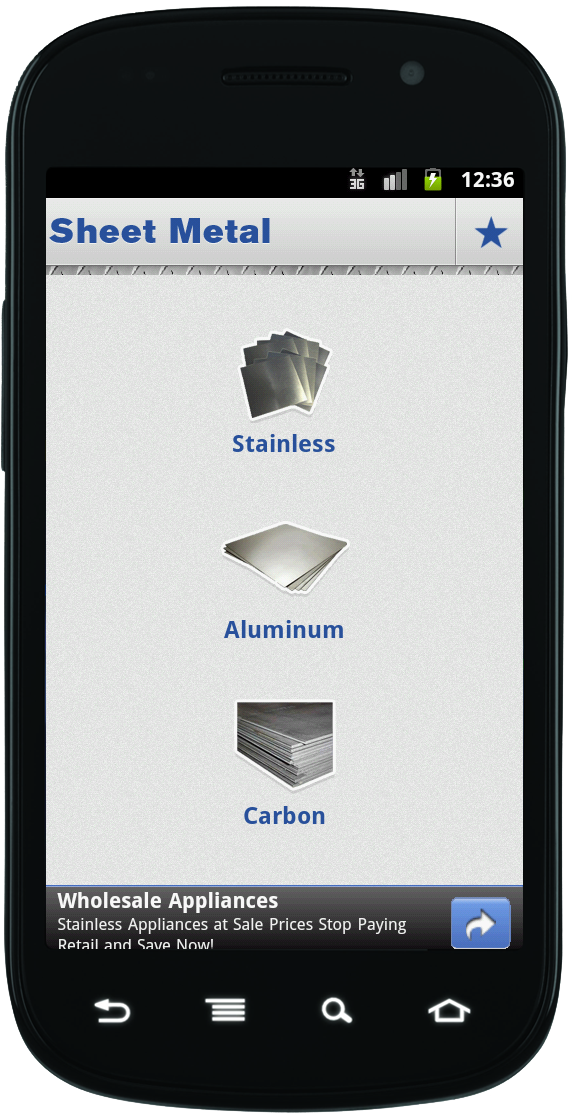 3G 12:36
Sheet Metal
Stainless
Aluminum
Carbon
Wholesale Appliances
Stainless Appliances at Sale Prices Stop Paying
Retail and Save Now!